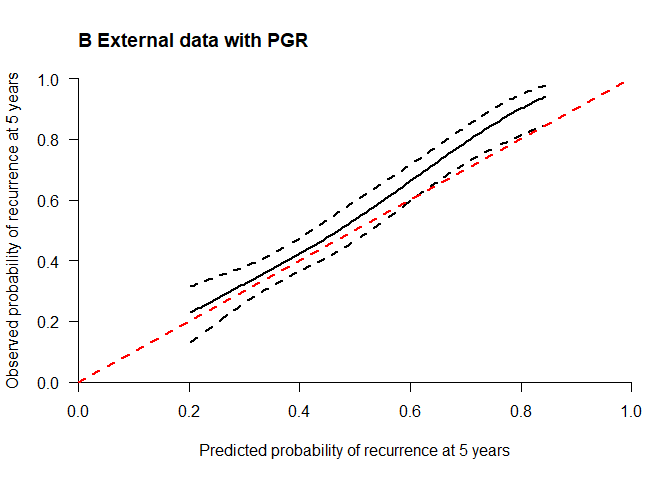 B External data with PGR
Observed probability of recurrence at 5 years
1.0
0.8
0.6
0.4
0.2
0.0
0.0 0.2 0.4 0.6 0.8 1.0
Predicted probability of recurrence at 5 years